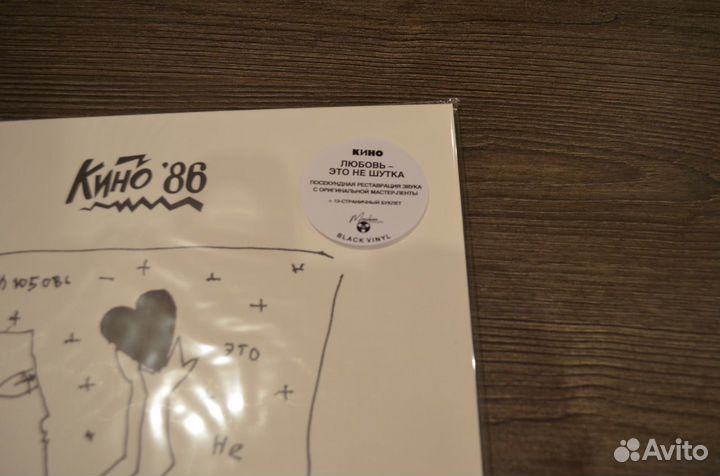 Кино '86
КИНО
ЛЮБОВЬ –
ЭТО НЕ ШУТКА
ПОСЕКУНДНАЯ РЕСТАВРАЦИЯ ЗВУКА
С ОРИГИНАЛЬНОЙ МАСТЕР-ЛЕНТЫ
+ 12-СТРАНИЧНЫЙ БУКЛЕТ
BLACK VINYL
ЛЮБОВЬ
ЭТО
Не
Avito